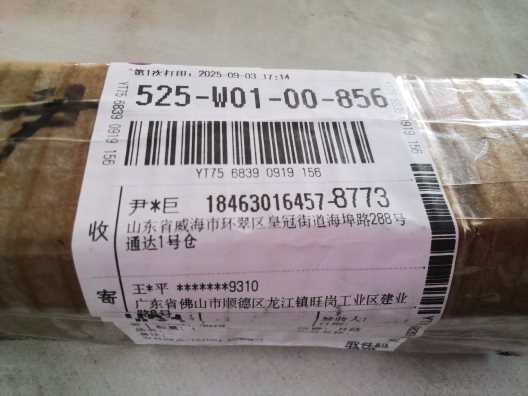 第1次打印：2025-09-03 17:14
525-W01-00-856
YT75 6839 0919 156
YT75 6839 0919 156
收
尹*巨 18463016457-8773
山东省威海市环翠区皇冠街道海埠路288号
通达1号仓
寄
王*平 *******9310
广东省佛山市顺德区龙江镇旺岗工业区建业